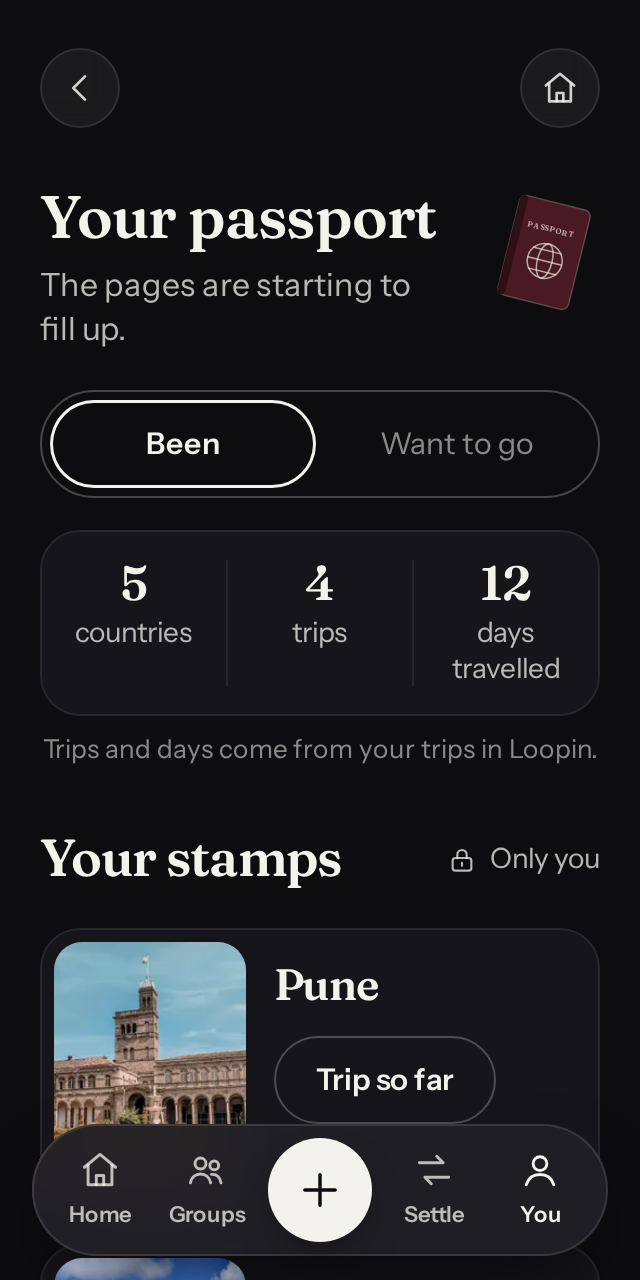 Your passport
PASSPORT
The pages are starting to
fill up.
Been
Want to go
5
countries
4
trips
12
days
travelled
Trips and days come from your trips in Loopin.
Your stamps
Only you
Pune
Trip so far
Home
Groups
Settle
You